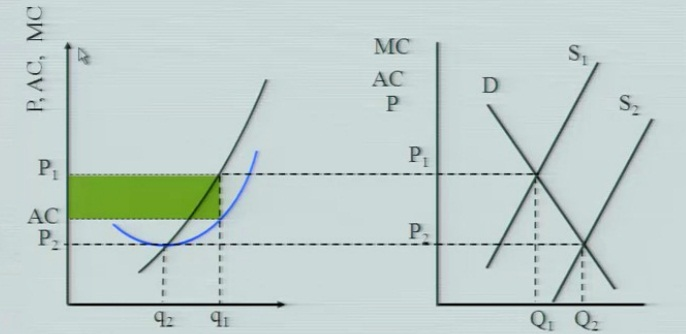 P, AC, MC
P₁
AC
P₂
q₂ q₁
MC
AC
P
P₁
P₂
D
S₁
S₂
Q₁ Q₂